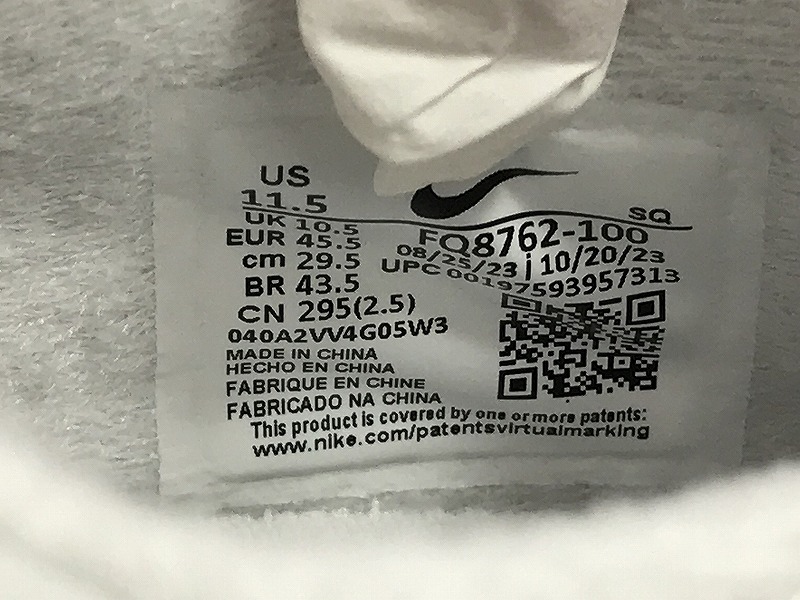 US
11.5
UK 10.5
EUR 45.5
cm 29.5
BR 43.5
CN 295(2.5)
040A2VV4G05W3
MADE IN CHINA
HECHO EN CHINA
FABRIQUE EN CHINE
FABRICADO NA CHINA
SQ
FQ8762-100
08/25/23 | 10/20/23
UPC 00197593957313
This product is covered by one or more patents:
www.nike.com/patentsvirtualmarking